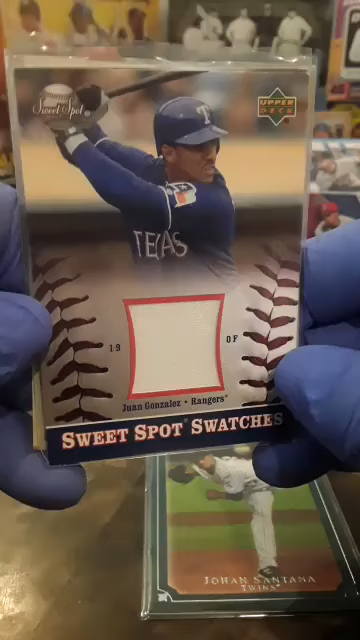 Sweet Spot
UPPER
DECK
T
TEXAS
19 OF
Juan Gonzalez • Rangers®
SWEET SPOT® SWATCHES
JOHAN SANTANA
TWINS®